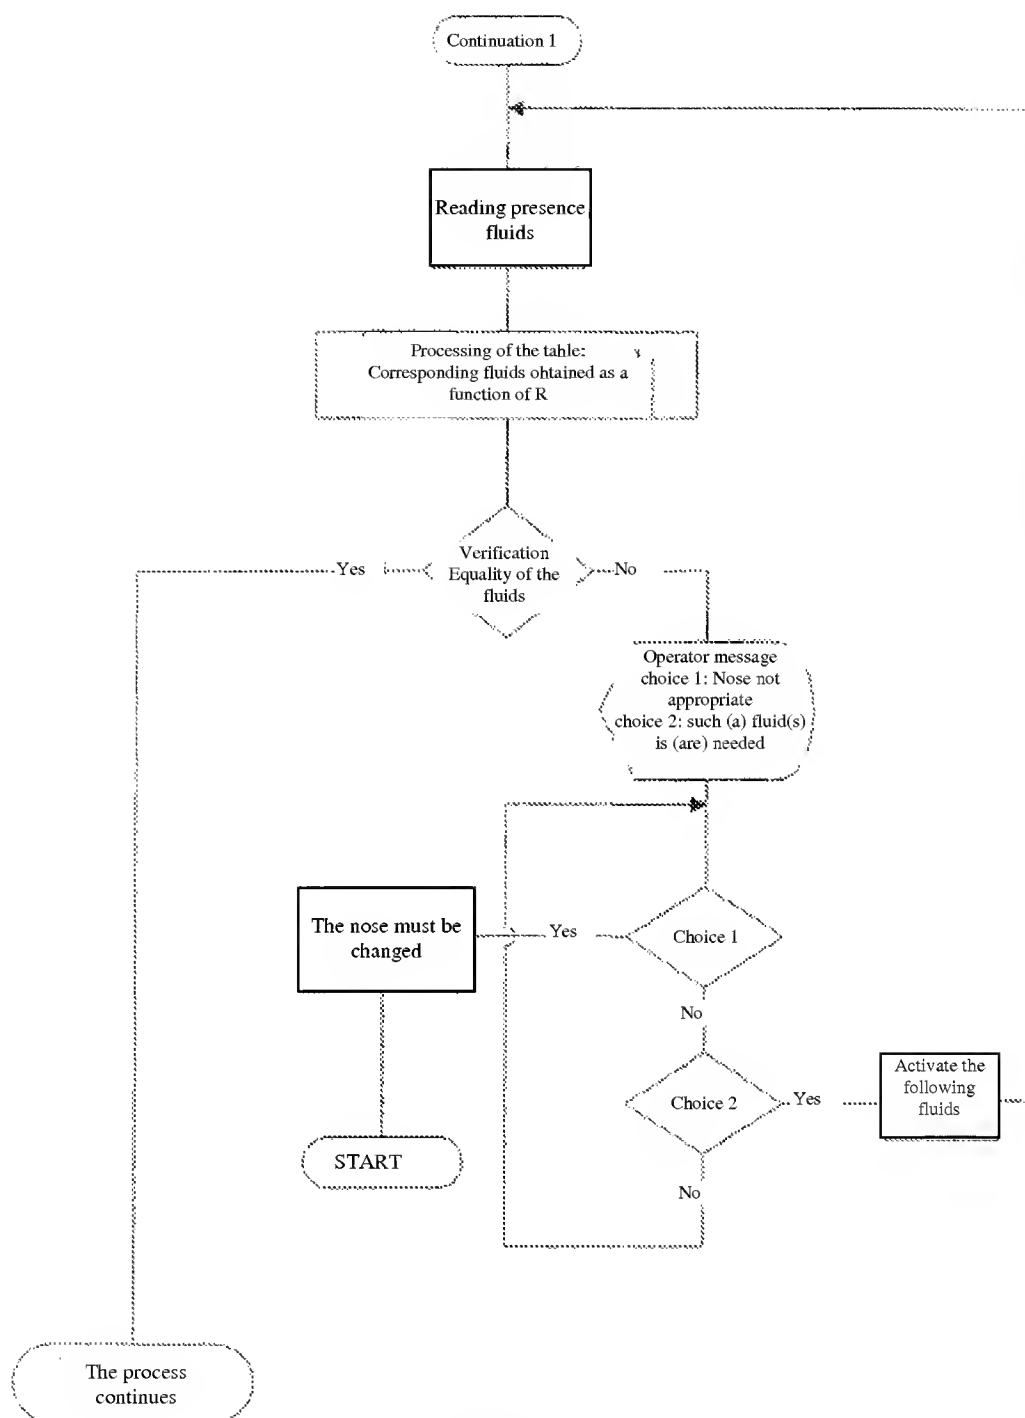 Continuation 1
Reading presence
fluids
Processing of the table:
Corresponding fluids obtained as a
function of R
Verification
Equality of the
fluids
Yes
No
Operator message
choice 1: Nose not
appropriate
choice 2: such (a) fluid(s)
is (are) needed
The nose must be
changed
Yes
Choice 1
No
Choice 2
Yes
Activate the
following
fluids
START
No
The process
continues